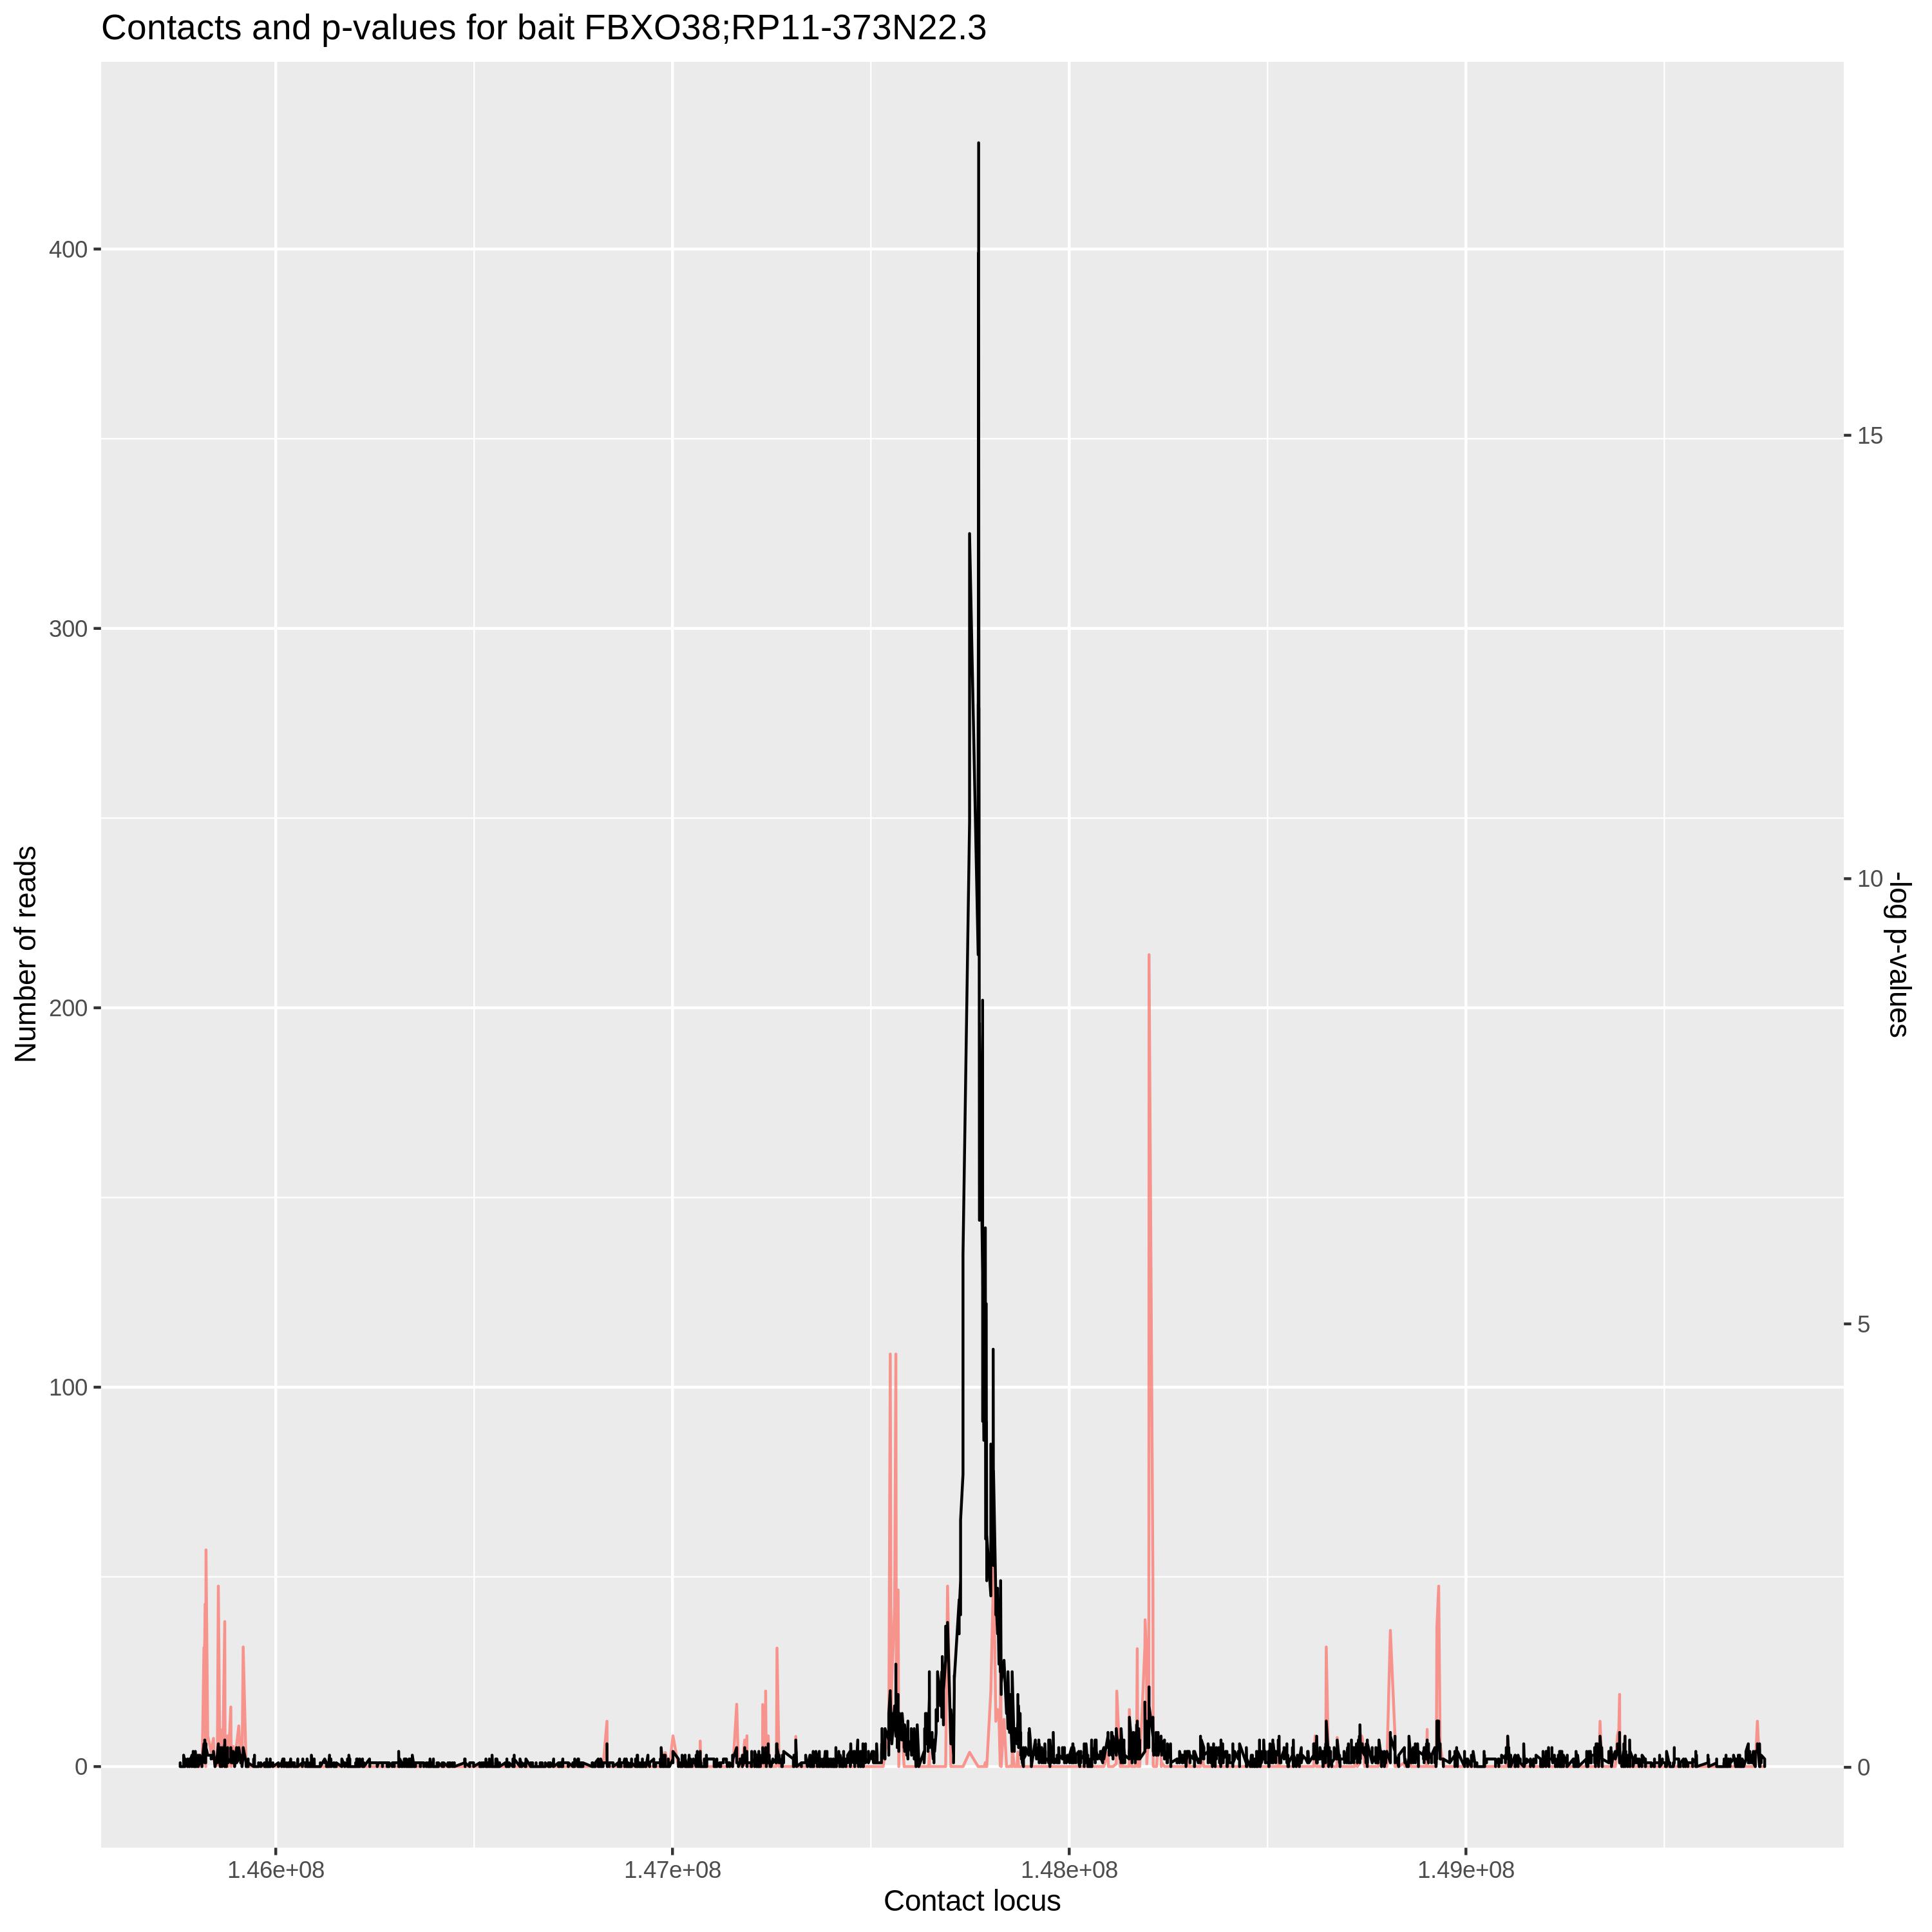 Contacts and p-values for bait FBXO38;RP11-373N22.3
Number of reads
400
300
200
100
0
15
10
5
0
-log p-values
1.46e+08
1.47e+08
1.48e+08
1.49e+08
Contact locus